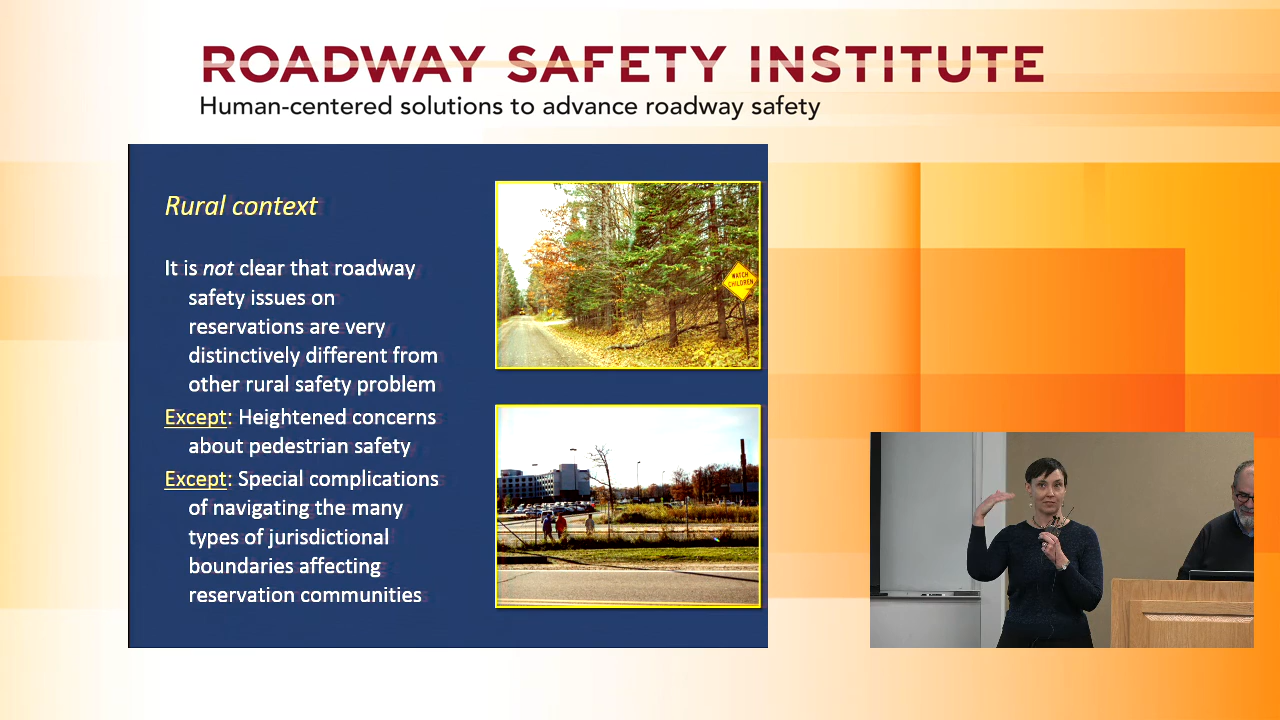 ROADWAY SAFETY INSTITUTE
Human-centered solutions to advance roadway safety
Rural context
It is not clear that roadway
safety issues on
reservations are very
distinctively different from
other rural safety problem
Except: Heightened concerns
about pedestrian safety
Except: Special complications
of navigating the many
types of jurisdictional
boundaries affecting
reservation communities
WATCH
CHILDREN